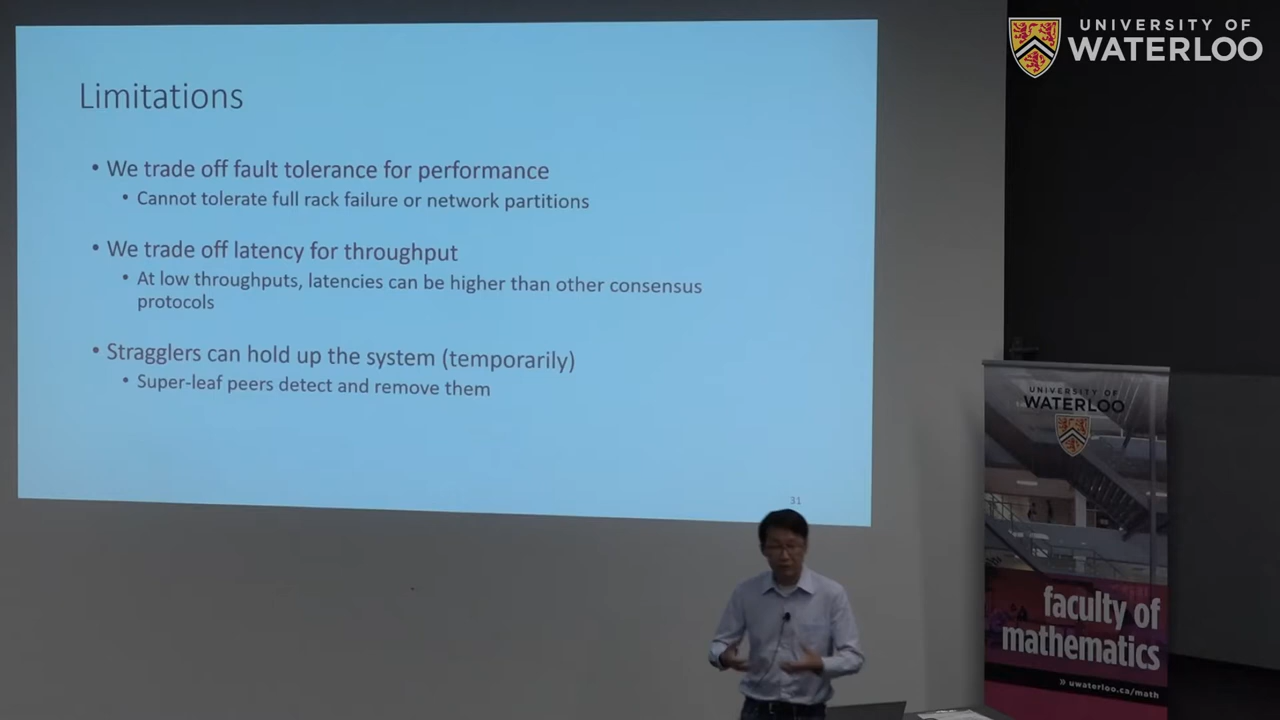 UNIVERSITY OF
WATERLOO
Limitations
• We trade off fault tolerance for performance
• Cannot tolerate full rack failure or network partitions
• We trade off latency for throughput
• At low throughputs, latencies can be higher than other consensus
protocols
• Stragglers can hold up the system (temporarily)
• Super-leaf peers detect and remove them
31
UNIVERSITY OF
WATERLOO
faculty of
mathematics
» uwaterloo.ca/math